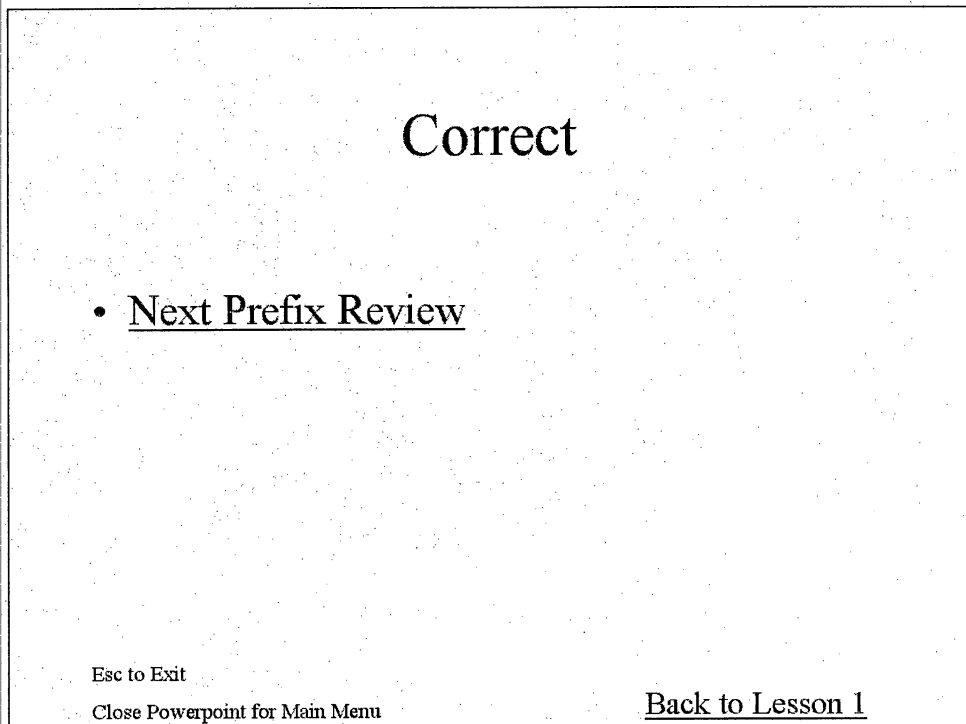 Correct
• Next Prefix Review
Esc to Exit
Close Powerpoint for Main Menu
Back to Lesson 1